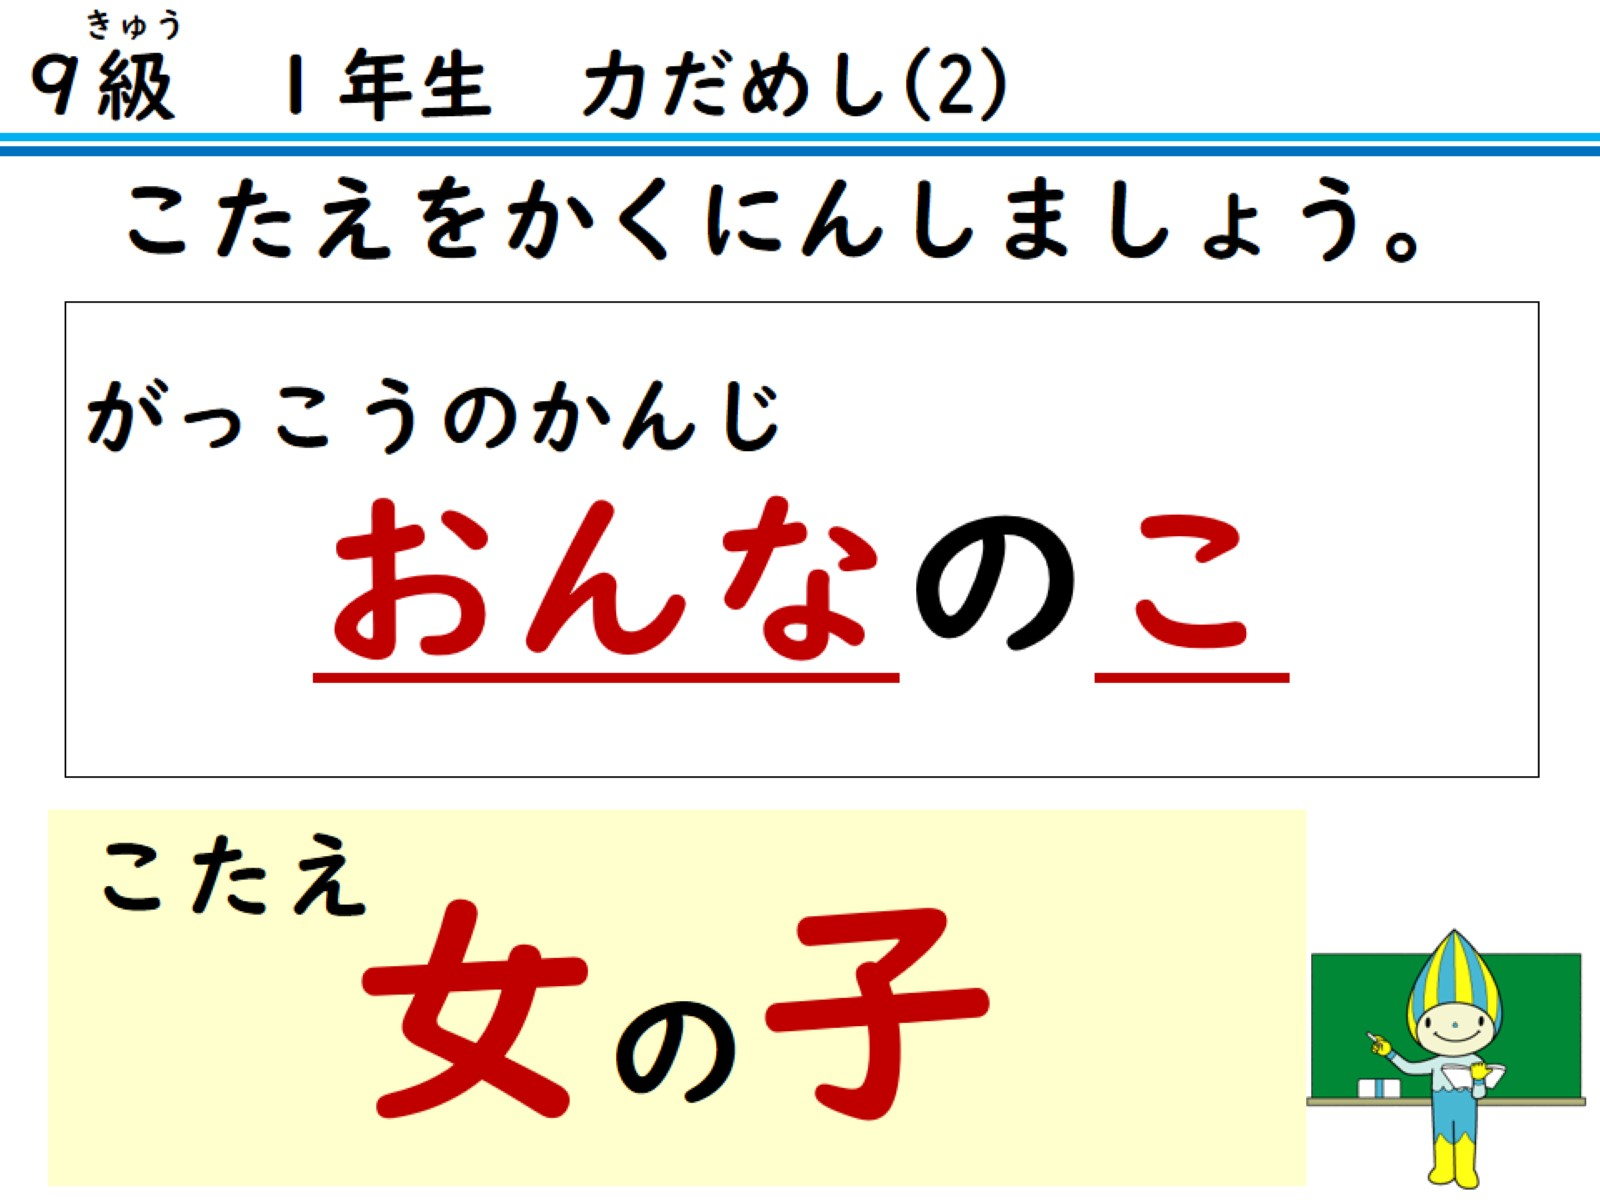 きゅう
９級　１年生　力だめし(2)
こたえをかくにんしましょう。
がっこうのかんじ
おんなのこ
こたえ
女の子